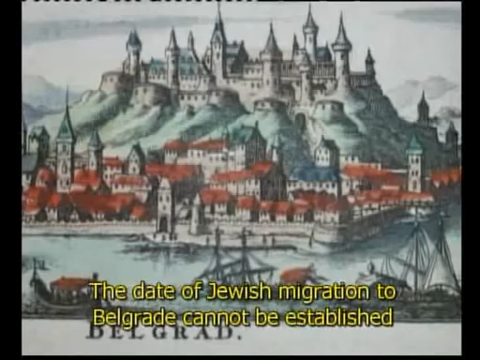 The date of Jewish migration to
Belgrade cannot be established
BELGRAD.